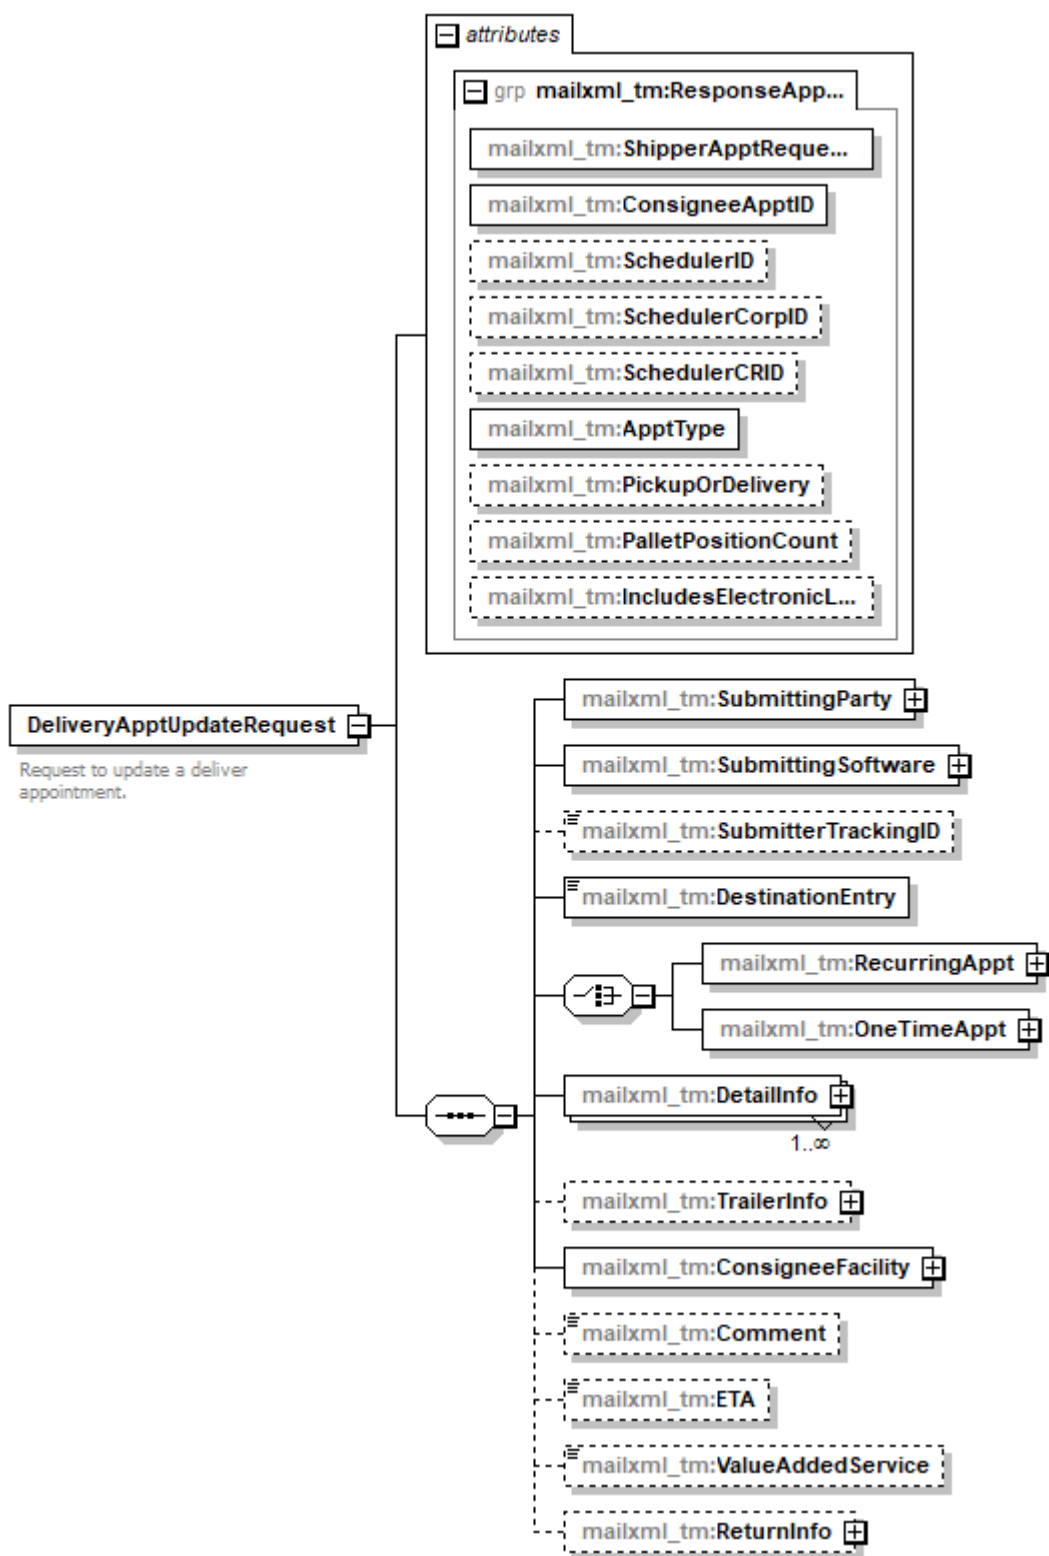 attributes
grp mailxml_tm:ResponseApp...
mailxml_tm:ShipperApptReque...
mailxml_tm:ConsigneeApptID
mailxml_tm:SchedulerID
mailxml_tm:SchedulerCorpID
mailxml_tm:SchedulerCRID
mailxml_tm:ApptType
mailxml_tm:PickupOrDelivery
mailxml_tm:PalletPositionCount
mailxml_tm:IncludesElectronicL...
DeliveryApptUpdateRequest
Request to update a deliver
appointment.
mailxml_tm:SubmittingParty
mailxml_tm:SubmittingSoftware
mailxml_tm:SubmitterTrackingID
mailxml_tm:DestinationEntry
mailxml_tm:RecurringAppt
mailxml_tm:OneTimeAppt
mailxml_tm:DetailInfo
1..∞
mailxml_tm:TrailerInfo
mailxml_tm:ConsigneeFacility
mailxml_tm:Comment
mailxml_tm:ETA
mailxml_tm:ValueAddedService
mailxml_tm:ReturnInfo